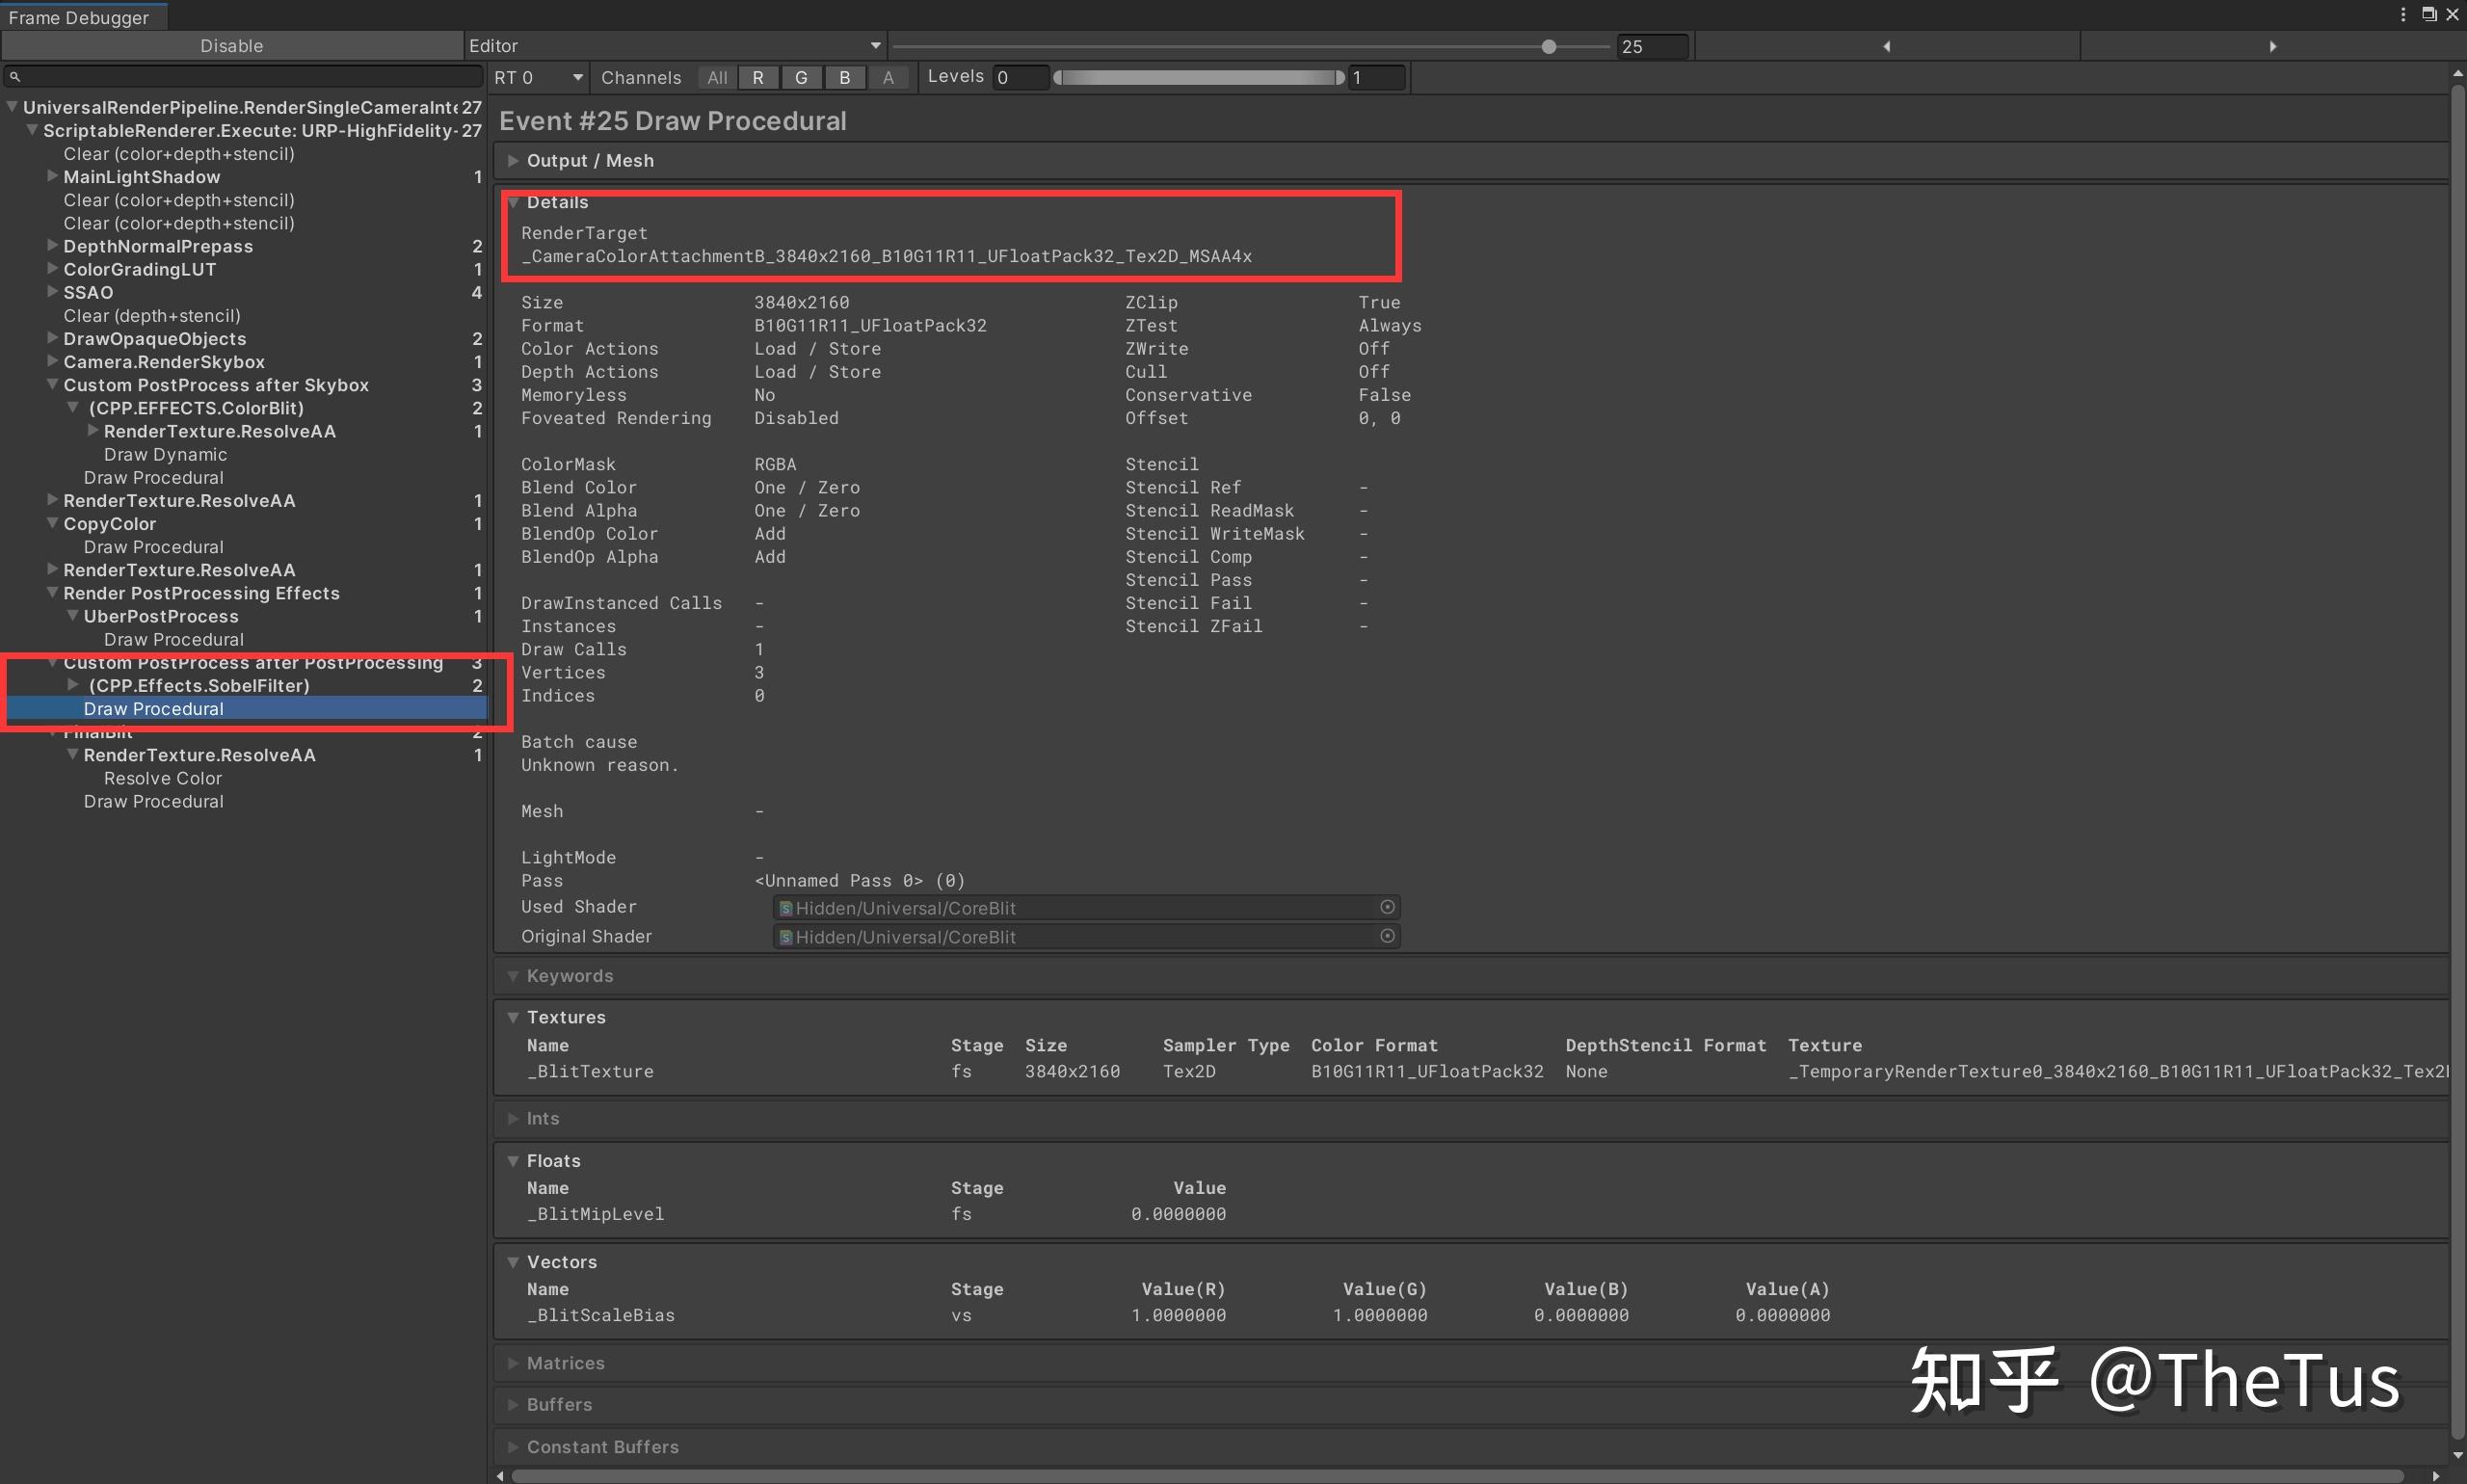 Frame Debugger
Disable
Editor
25
RT 0
Channels All R G B A
Levels 0 1
UniversalRenderPipeline.RenderSingleCameraInte 27
ScriptableRenderer.Execute: URP-HighFidelity- 27
Clear (color+depth+stencil)
MainLightShadow 1
Clear (color+depth+stencil)
Clear (color+depth+stencil)
DepthNormalPrepass 2
ColorGradingLUT 1
SSAO 4
Clear (depth+stencil)
DrawOpaqueObjects 2
Camera.RenderSkybox 1
Custom PostProcess after Skybox 3
(CPP.EFFECTS.ColorBlit) 2
RenderTexture.ResolveAA 1
Draw Dynamic
Draw Procedural
RenderTexture.ResolveAA 1
CopyColor 1
Draw Procedural
RenderTexture.ResolveAA 1
Render PostProcessing Effects 1
UberPostProcess 1
Draw Procedural
Custom PostProcess after PostProcessing 3
(CPP.Effects.SobelFilter) 2
Draw Procedural
FinalBlit 2
RenderTexture.ResolveAA 1
Resolve Color
Draw Procedural
Event #25 Draw Procedural
Output / Mesh
Details
RenderTarget
_CameraColorAttachmentB_3840x2160_B10G11R11_UFloatPack32_Tex2D_MSAA4x
Size 3840x2160 ZClip True
Format B10G11R11_UFloatPack32 ZTest Always
Color Actions Load / Store ZWrite Off
Depth Actions Load / Store Cull Off
Memoryless No Conservative False
Foveated Rendering Disabled Offset 0, 0
ColorMask RGBA Stencil
Blend Color One / Zero Stencil Ref -
Blend Alpha One / Zero Stencil ReadMask -
BlendOp Color Add Stencil WriteMask -
BlendOp Alpha Add Stencil Comp -
Stencil Pass -
DrawInstanced Calls - Stencil Fail -
Instances - Stencil ZFail -
Draw Calls 1
Vertices 3
Indices 0
Batch cause
Unknown reason.
Mesh -
LightMode -
Pass <Unnamed Pass 0> (0)
Used Shader Hidden/Universal/CoreBlit
Original Shader Hidden/Universal/CoreBlit
Keywords
Textures
Name Stage Size Sampler Type Color Format DepthStencil Format Texture
_BlitTexture fs 3840x2160 Tex2D B10G11R11_UFloatPack32 None _TemporaryRenderTexture0_3840x2160_B10G11R11_UFloatPack32_Tex2
Ints
Floats
Name Stage Value
_BlitMipLevel fs 0.0000000
Vectors
Name Stage Value(R) Value(G) Value(B) Value(A)
_BlitScaleBias vs 1.0000000 1.0000000 0.0000000 0.0000000
Matrices
Buffers
Constant Buffers
知乎 @TheTus